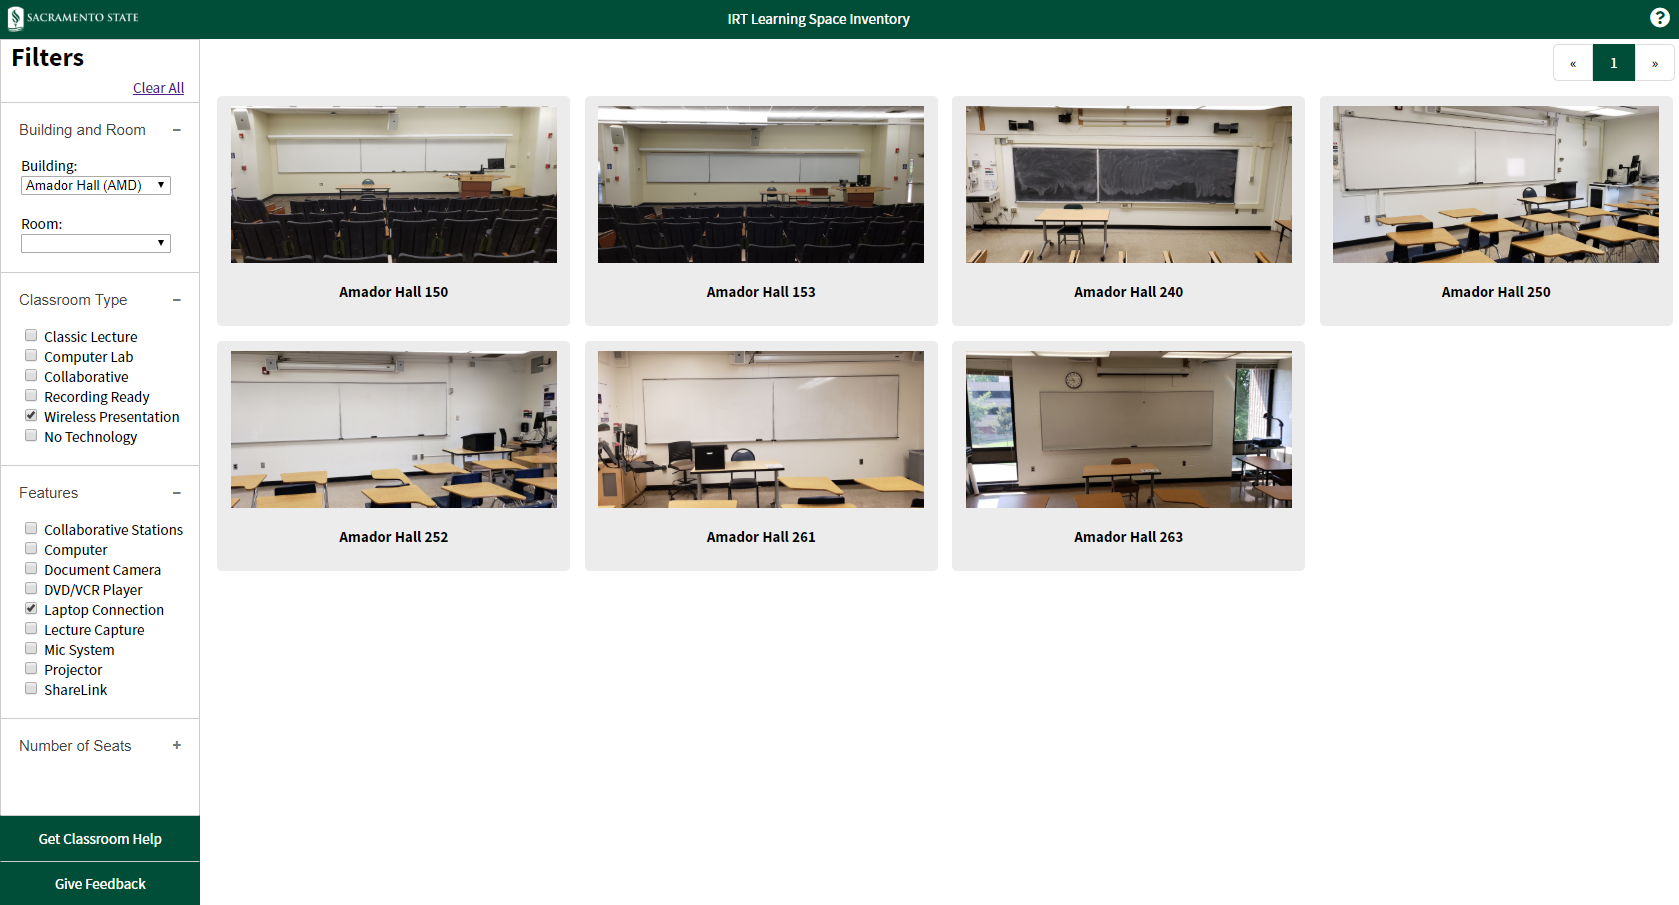 SACRAMENTO STATE
IRT Learning Space Inventory
?
Filters
Clear All
Building and Room −
Building:
Amador Hall (AMD)
Room:
Classroom Type −
Classic Lecture
Computer Lab
Collaborative
Recording Ready
Wireless Presentation
No Technology
Features −
Collaborative Stations
Computer
Document Camera
DVD/VCR Player
Laptop Connection
Lecture Capture
Mic System
Projector
ShareLink
Number of Seats +
Get Classroom Help
Give Feedback
« 1 »
Amador Hall 150
Amador Hall 153
Amador Hall 240
Amador Hall 250
Amador Hall 252
Amador Hall 261
Amador Hall 263